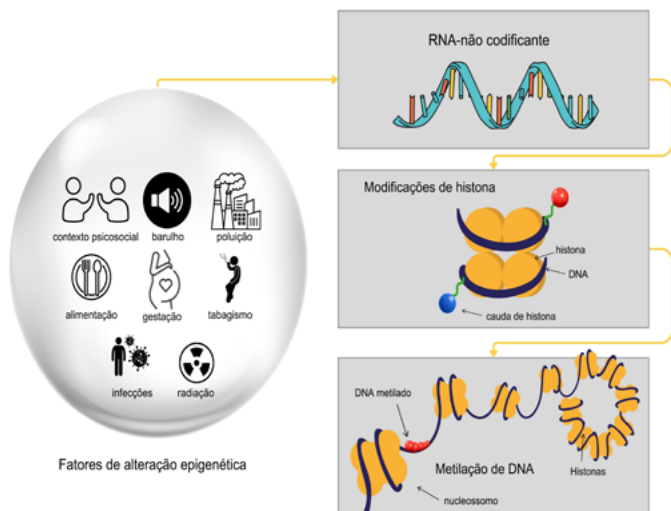 RNA-não codificante
contexto psicosocial
barulho
poluição
alimentação
gestação
tabagismo
infecções
radiação
Fatores de alteração epigenética
Modificações de histona
histona
DNA
cauda de histona
DNA metilado
Metilação de DNA
Histonas
nucleossomo